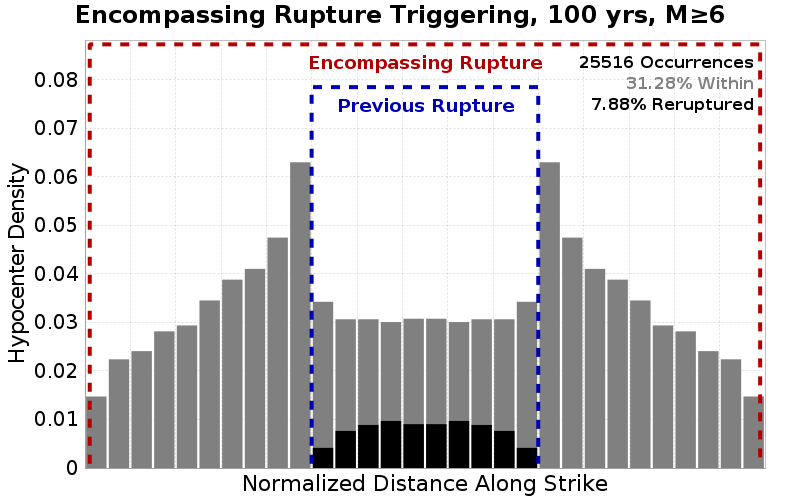 Encompassing Rupture Triggering, 100 yrs, M≥6
Encompassing Rupture
25516 Occurrences
31.28% Within
7.88% Reruptured
Previous Rupture
Hypocenter Density
0.08
0.07
0.06
0.05
0.04
0.03
0.02
0.01
0
Normalized Distance Along Strike